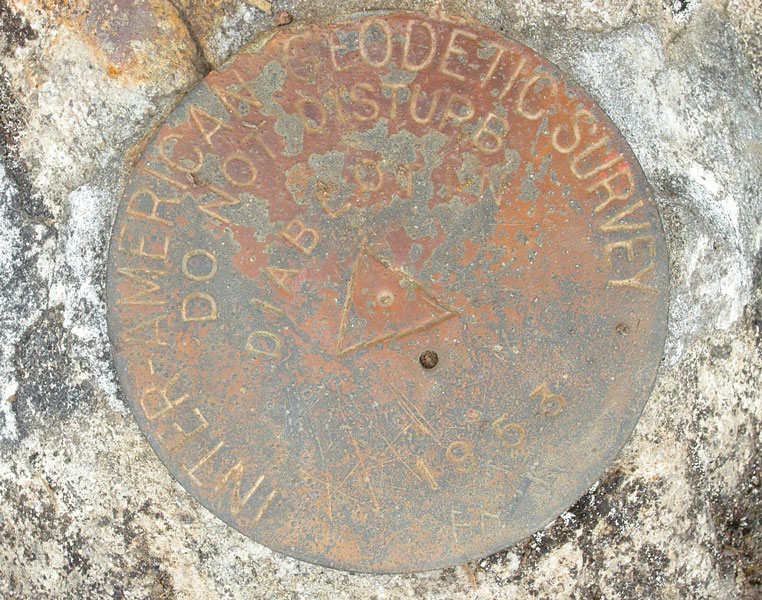 INTER-AMERICAN GEODETIC SURVEY
DO NOT DISTURB
DIABLOTIN
1953